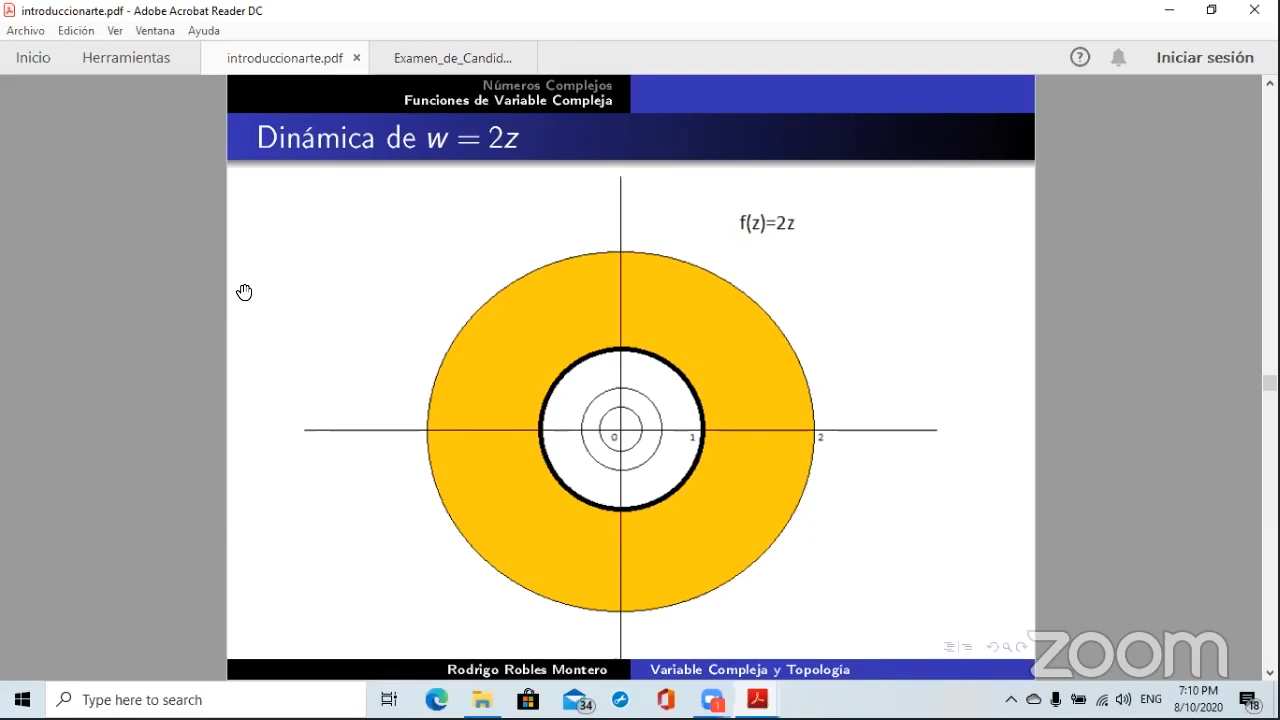 introduccionarte.pdf - Adobe Acrobat Reader DC
Archivo Edición Ver Ventana Ayuda
Inicio Herramientas introduccionarte.pdf × Examen_de_Candid... Iniciar sesión
Números Complejos
Funciones de Variable Compleja
Dinámica de w = 2z
f(z)=2z
0 1 2
Rodrigo Robles Montero Variable Compleja y Topología
zoom
Type here to search 34 1 ENG 7:10 PM
8/10/2020 18